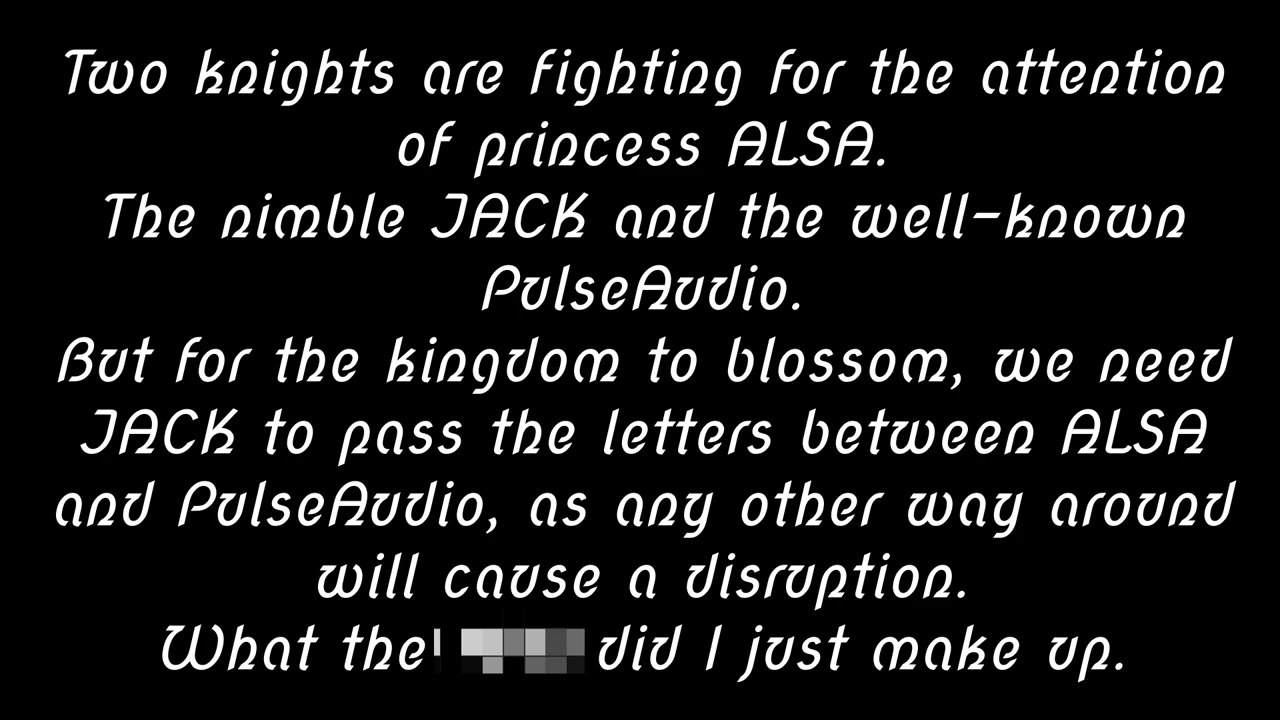 Two knights are fighting for the attention
of princess ALSA.
The nimble JACK and the well-known
PulseAudio.
But for the kingdom to blossom, we need
JACK to pass the letters between ALSA
and PulseAudio, as any other way around
will cause a disruption.
What the did I just make up.